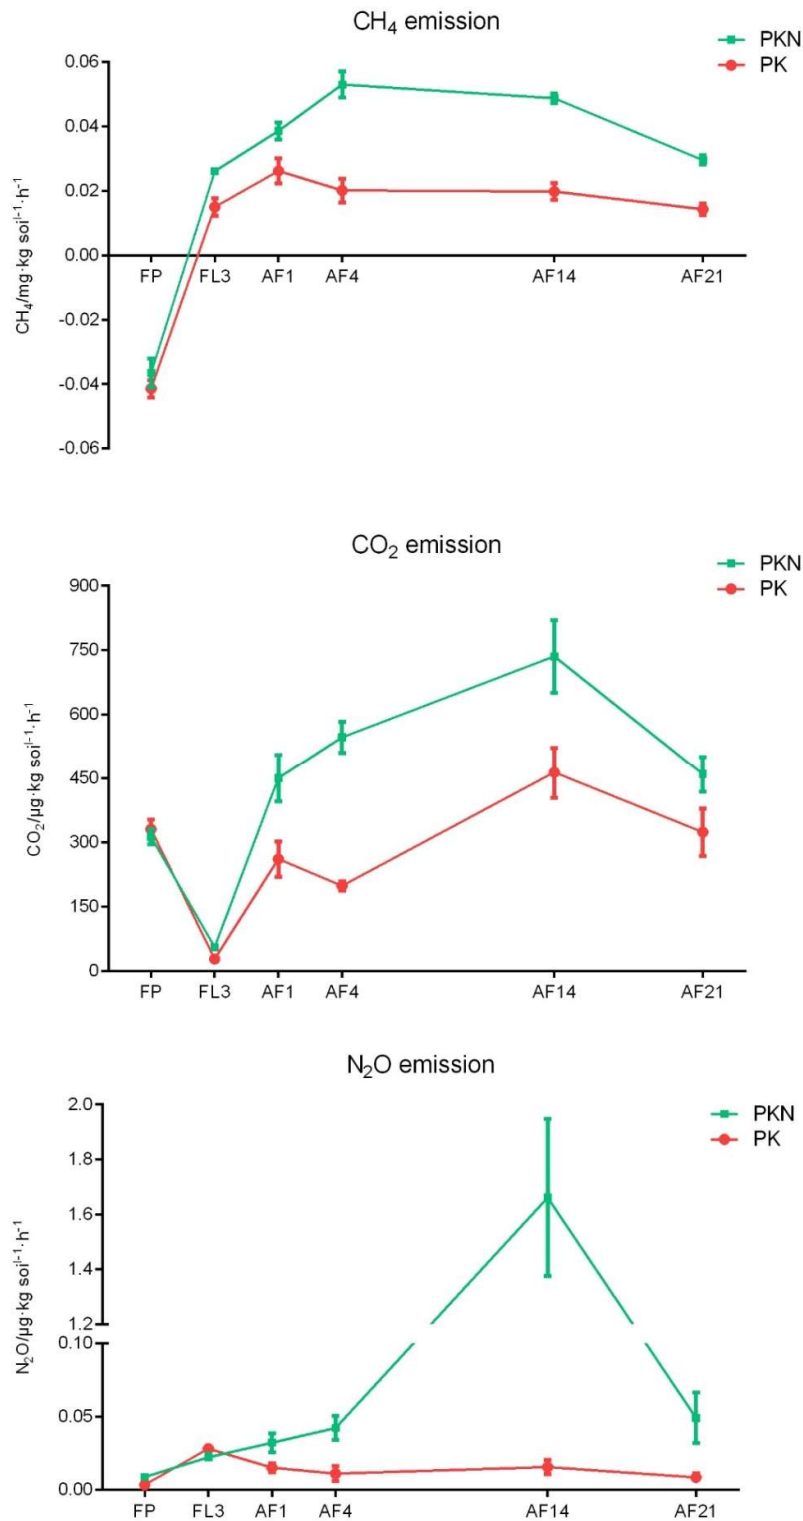 CH₄ emission
PKN
PK
0.06
0.04
0.02
0.00
-0.02
-0.04
-0.06
CH₄/mg·kg soil⁻¹·h⁻¹
FP FL3 AF1 AF4 AF14 AF21
CO₂ emission
PKN
PK
900
750
600
450
300
150
0
CO₂/µg·kg soil⁻¹·h⁻¹
FP FL3 AF1 AF4 AF14 AF21
N₂O emission
PKN
PK
2.0
1.8
1.6
1.4
1.2
0.10
0.05
0.00
N₂O/µg·kg soil⁻¹·h⁻¹
FP FL3 AF1 AF4 AF14 AF21